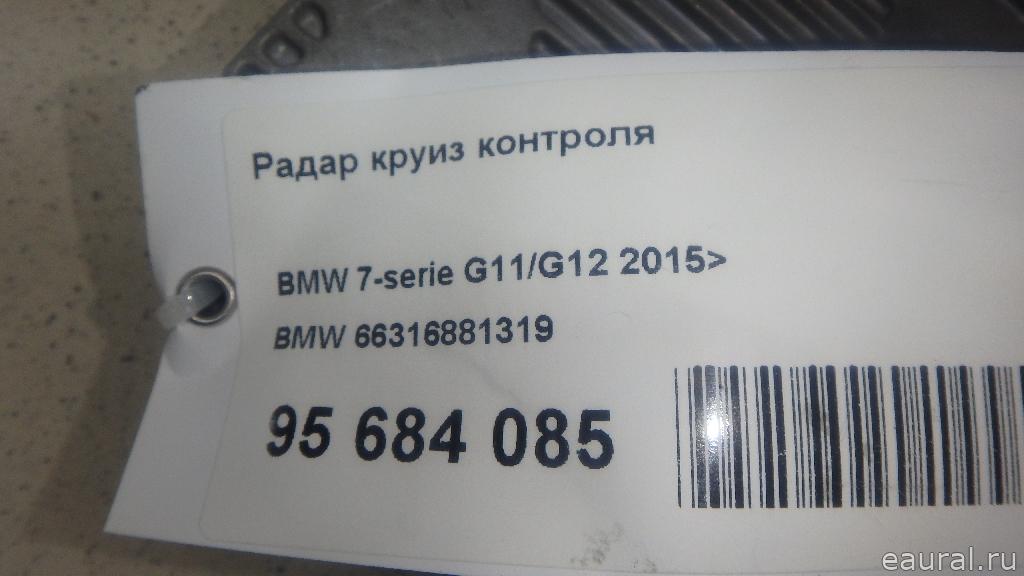 Радар круиз контроля
BMW 7-serie G11/G12 2015>
BMW 66316881319
95 684 085
eaural.ru